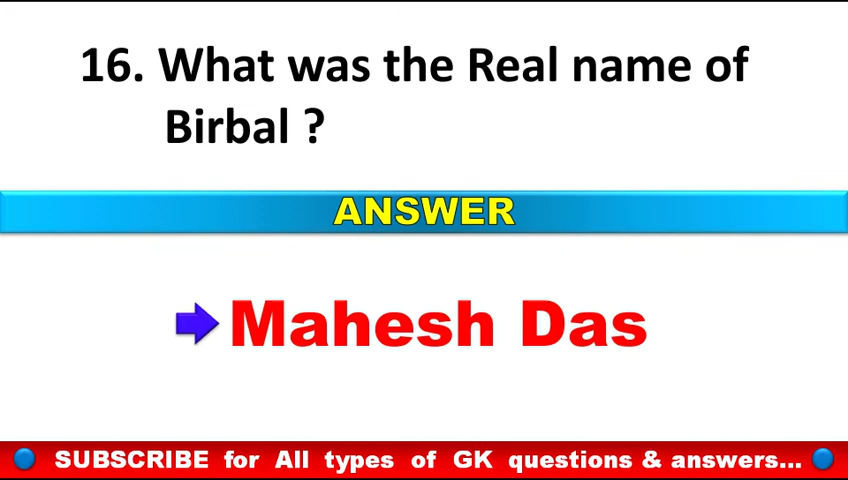 16. What was the Real name of
Birbal ?
ANSWER
Mahesh Das
SUBSCRIBE for All types of GK questions & answers...